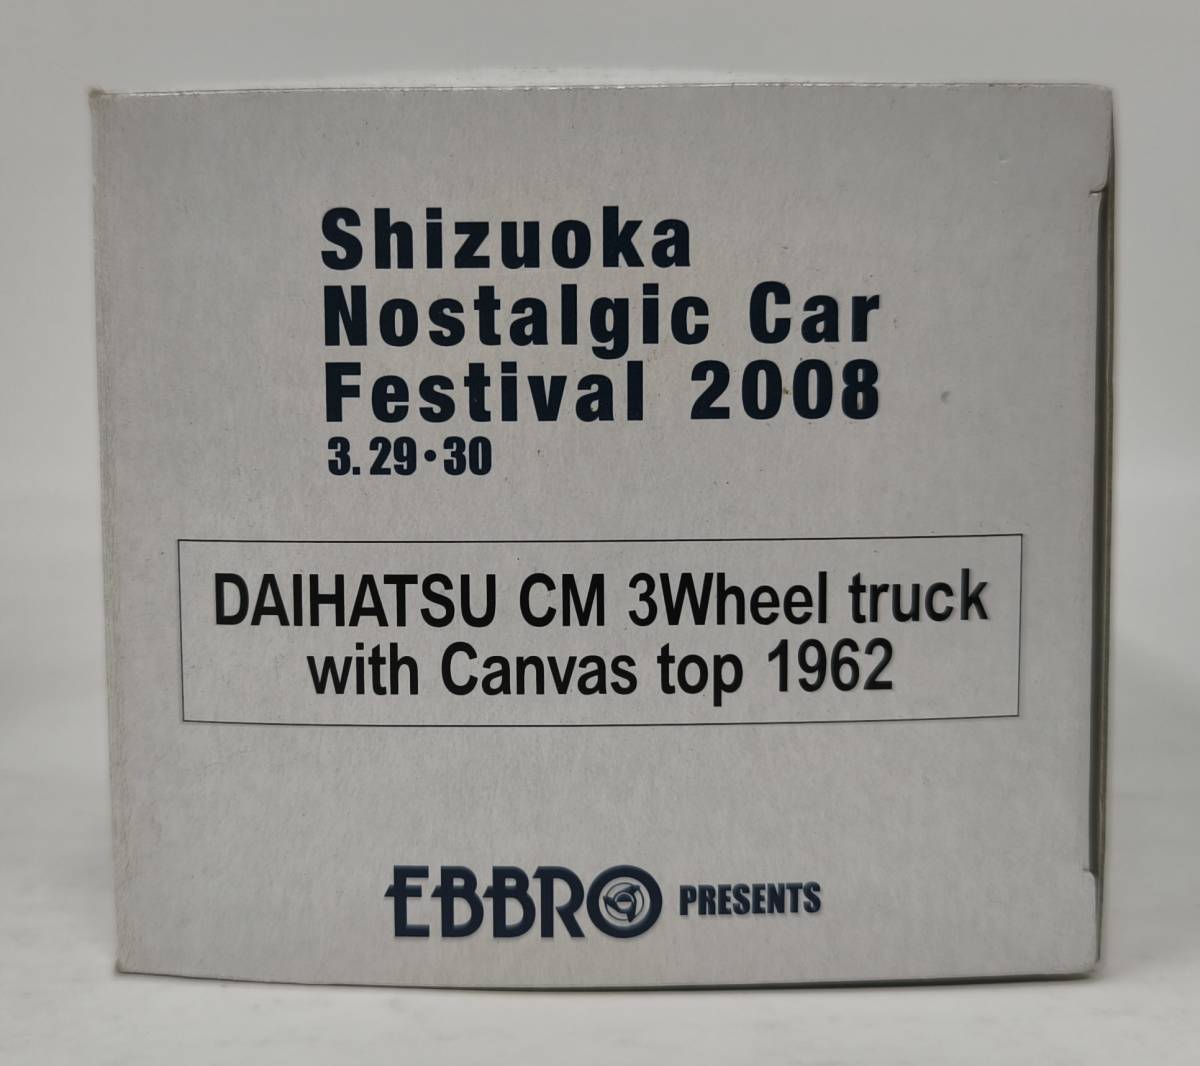 Shizuoka
Nostalgic Car
Festival 2008
3.29・30
DAIHATSU CM 3Wheel truck
with Canvas top 1962
EBBRO PRESENTS